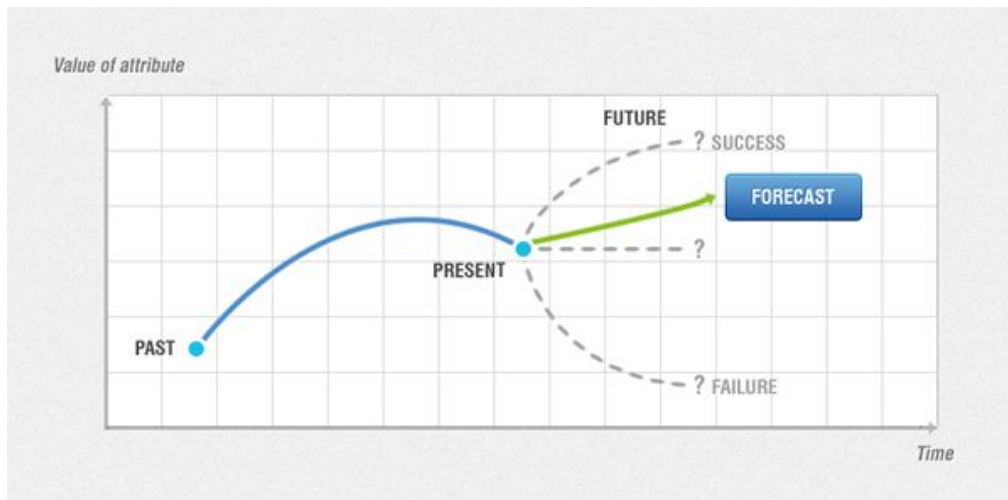 Value of attribute
FUTURE
? SUCCESS
FORECAST
?
PRESENT
PAST
? FAILURE
Time